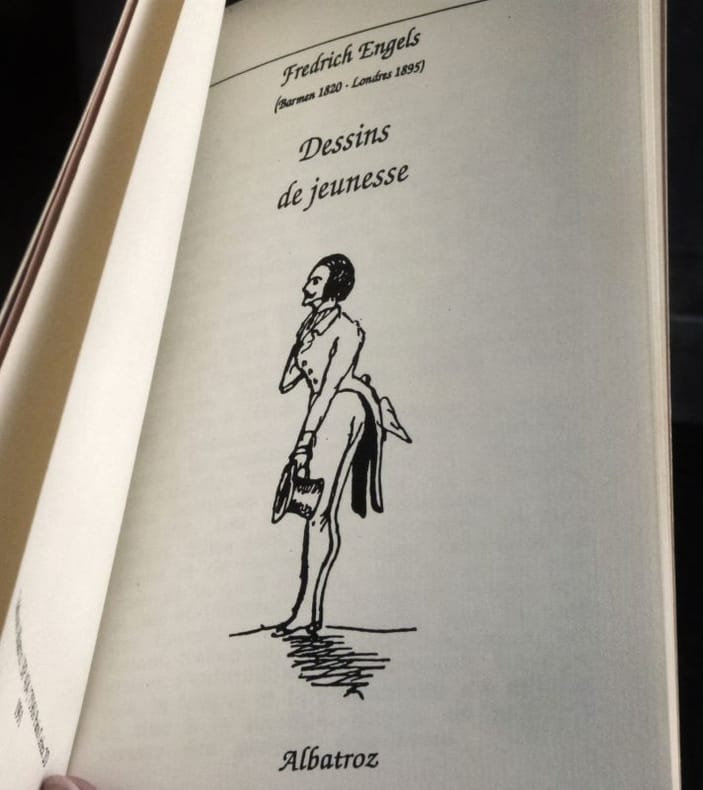 Fredrich Engels
(Barmen 1820 - Londres 1895)
Dessins
de jeunesse
Albatroz